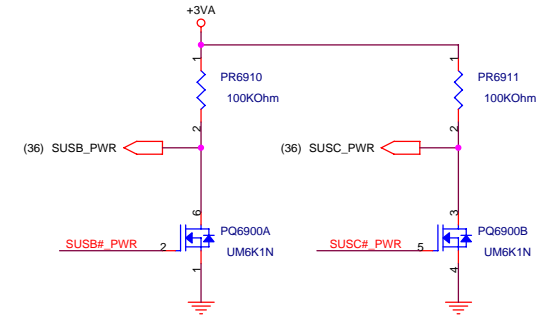 +3VA
1
PR6910
100KOhm
2
1
PR6911
100KOhm
2
(36) SUSB_PWR
(36) SUSC_PWR
6
PQ6900A
UM6K1N
SUSB#_PWR
2
1
3
PQ6900B
UM6K1N
SUSC#_PWR
5
4